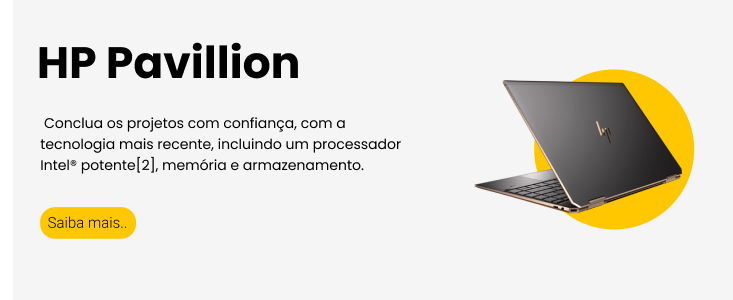 HP Pavillion
Conclua os projetos com confiança, com a
tecnologia mais recente, incluindo um processador
Intel® potente[2], memória e armazenamento.
Saiba mais..
hp